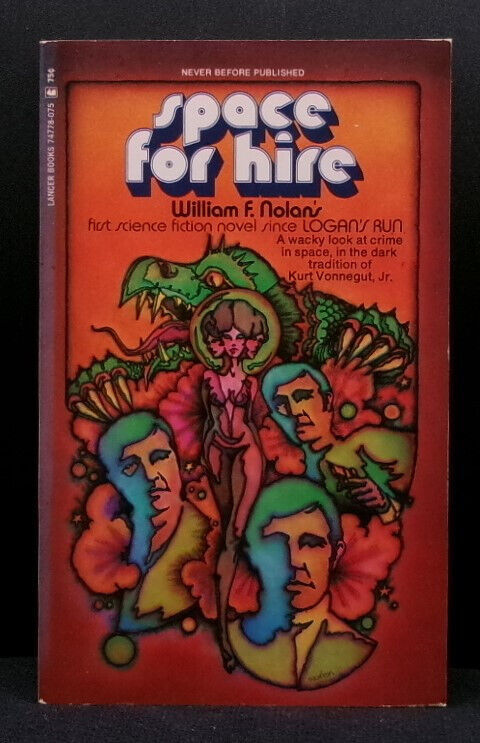 NEVER BEFORE PUBLISHED
space
for hire
William F. Nolan's
first science fiction novel since LOGAN'S RUN
A wacky look at crime
in space, in the dark
tradition of
Kurt Vonnegut, Jr.
75¢
LANCER BOOKS 74778-075